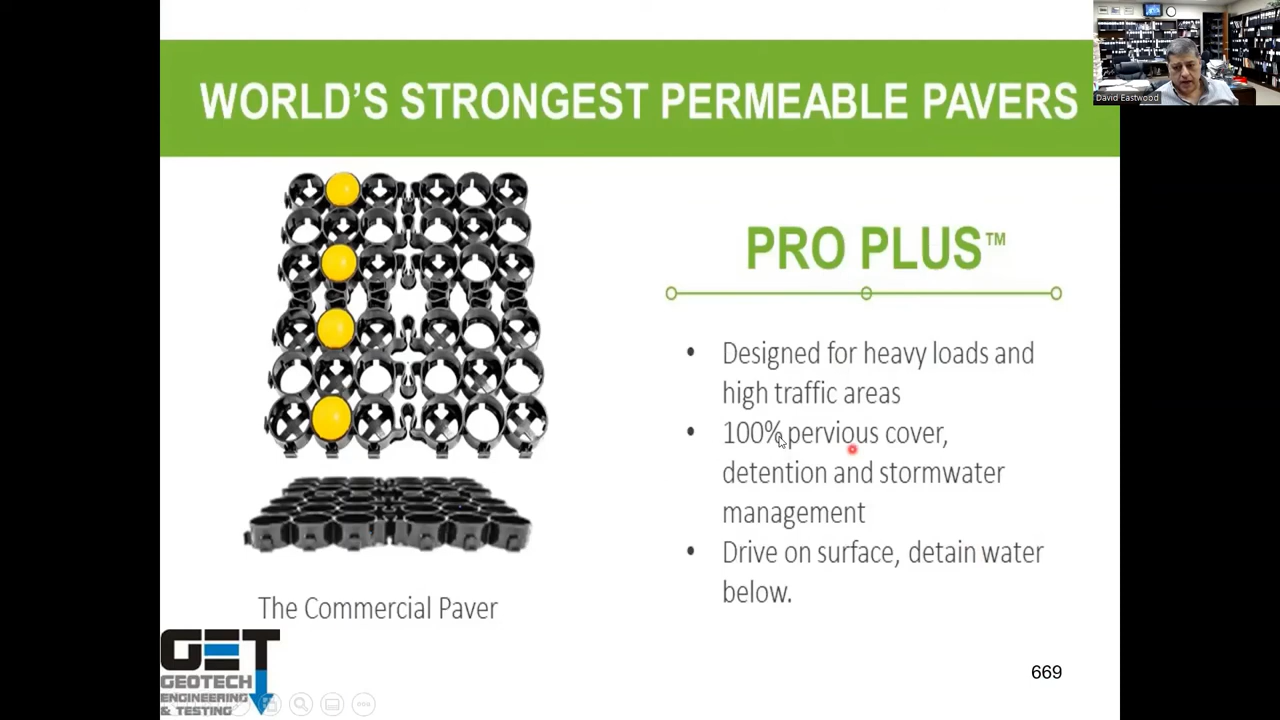 WORLD'S STRONGEST PERMEABLE PAVERS
David Eastwood
PRO PLUS™
• Designed for heavy loads and
high traffic areas
• 100% pervious cover,
detention and stormwater
management
• Drive on surface, detain water
below.
The Commercial Paver
GET
GEOTECH
ENGINEERING
& TESTING
669